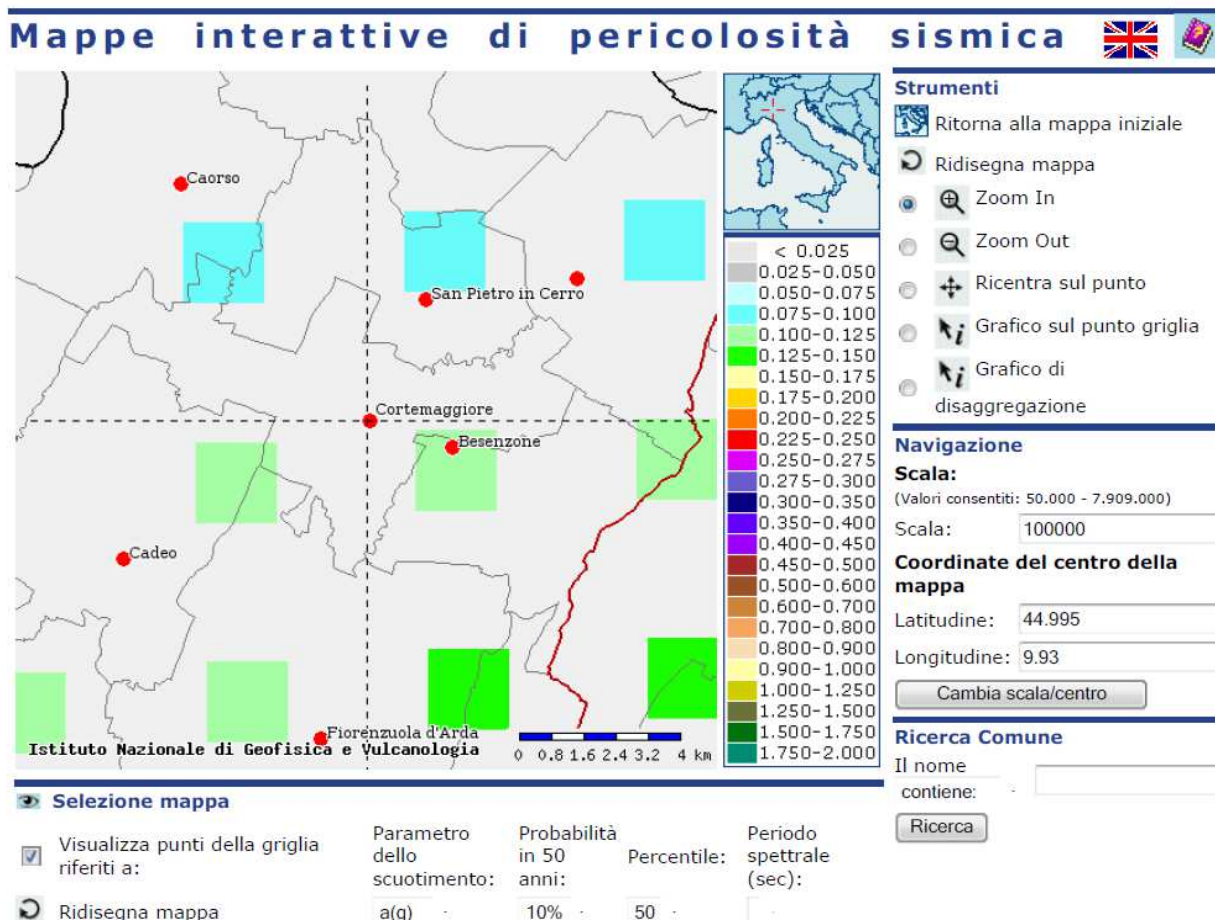 Mappe interattive di pericolosità sismica
Caorso
San Pietro in Cerro
Cortemaggiore
Besenzone
Cadeo
Fiorenzuola d'Arda
Istituto Nazionale di Geofisica e Vulcanologia
0 0.8 1.6 2.4 3.2 4 km
< 0.025
0.025-0.050
0.050-0.075
0.075-0.100
0.100-0.125
0.125-0.150
0.150-0.175
0.175-0.200
0.200-0.225
0.225-0.250
0.250-0.275
0.275-0.300
0.300-0.350
0.350-0.400
0.400-0.450
0.450-0.500
0.500-0.600
0.600-0.700
0.700-0.800
0.800-0.900
0.900-1.000
1.000-1.250
1.250-1.500
1.500-1.750
1.750-2.000
Strumenti
Ritorna alla mappa iniziale
Ridisegna mappa
Zoom In
Zoom Out
Ricentra sul punto
Grafico sul punto griglia
Grafico di
disaggregazione
Navigazione
Scala:
(Valori consentiti: 50.000 - 7.909.000)
Scala: 100000
Coordinate del centro della
mappa
Latitudine: 44.995
Longitudine: 9.93
Cambia scala/centro
Ricerca Comune
Il nome
contiene:
Ricerca
Selezione mappa
Visualizza punti della griglia
riferiti a:
Ridisegna mappa
Parametro
dello
scuotimento:
a(g)
Probabilità
in 50
anni:
10%
Percentile:
50
Periodo
spettrale
(sec):